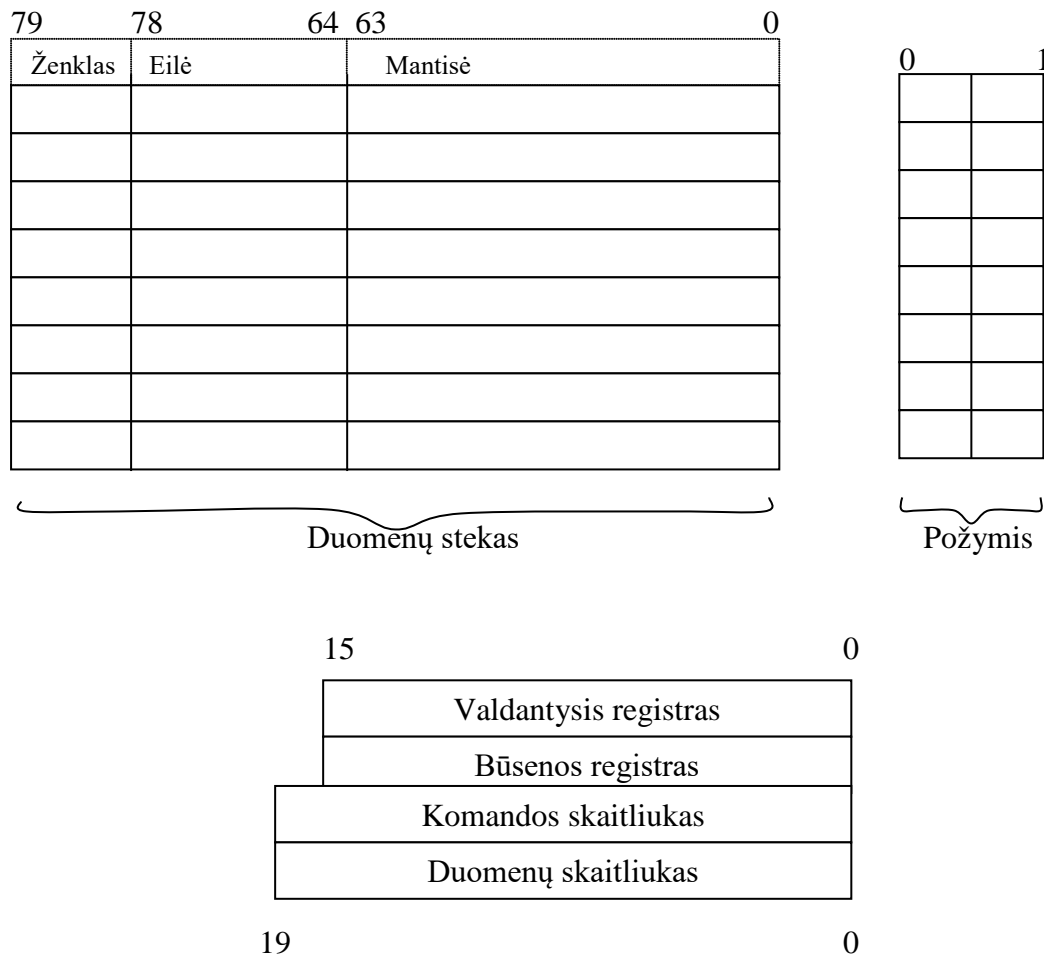 79 78 64 63 0
Ženklas Eilė Mantisė
0 1
Duomenų stekas
Požymis
15 0
Valdantysis registras
Būsenos registras
Komandos skaitliukas
Duomenų skaitliukas
19 0